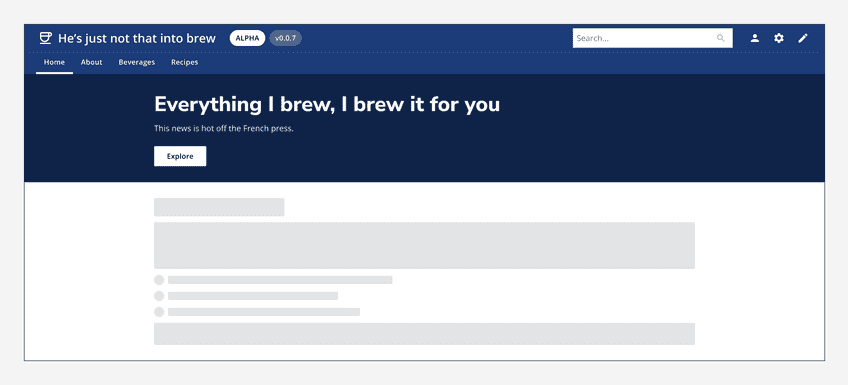 He's just not that into brew ALPHA v0.0.7 Search...
Home About Beverages Recipes
Everything I brew, I brew it for you
This news is hot off the French press.
Explore